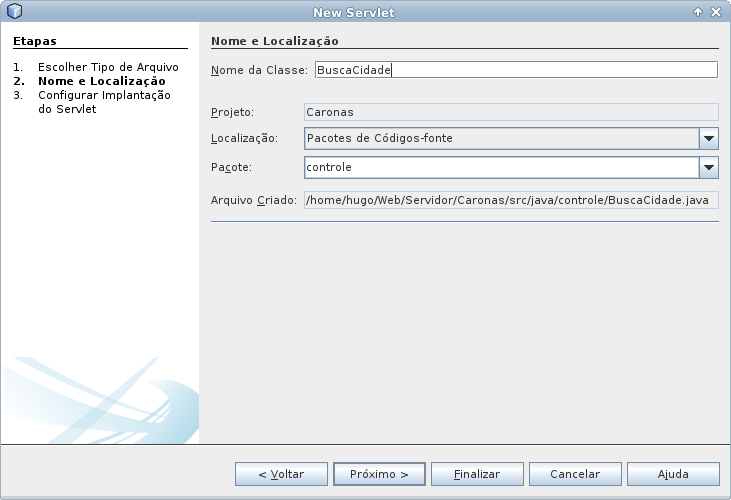 New Servlet
Etapas
1. Escolher Tipo de Arquivo
2. Nome e Localização
3. Configurar Implantação
do Servlet
Nome e Localização
Nome da Classe: BuscaCidade
Projeto: Caronas
Localização: Pacotes de Códigos-fonte
Pacote: controle
Arquivo Criado: /home/hugo/Web/Servidor/Caronas/src/java/controle/BuscaCidade.java
< Voltar Próximo > Finalizar Cancelar Ajuda